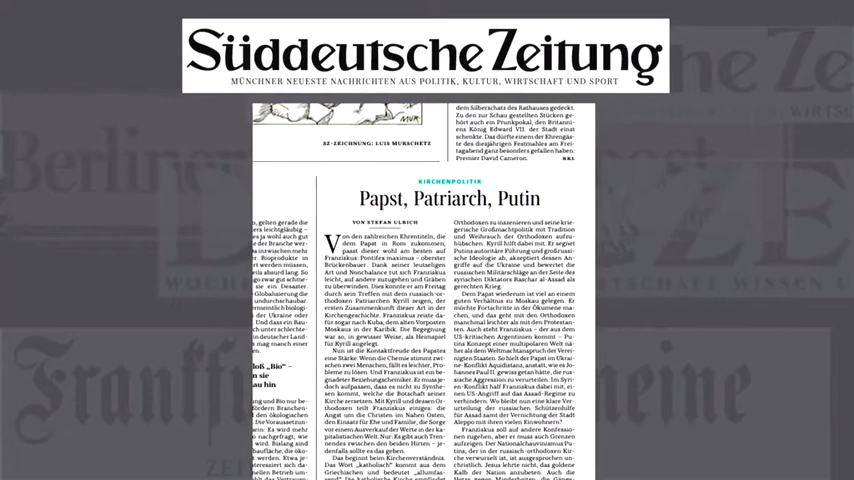 Süddeutsche Zeitung
MÜNCHNER NEUESTE NACHRICHTEN AUS POLITIK, KULTUR, WIRTSCHAFT UND SPORT
MUR
SZ-ZEICHNUNG: LUIS MURSCHETZ
dem Silberschatz des Rathauses gedeckt.
Zu den zur Schau gestellten Stücken ge-
hört auch ein Prunkpokal, den Britanni-
ens König Edward VII. der Stadt einst
schenkte. Das dürfte einem der Ehrengäs-
te des diesjährigen Festmahles am Frei-
tagabend ganz besonders gefallen haben:
Premier David Cameron.
RKL
KIRCHENPOLITIK
Papst, Patriarch, Putin
VON STEFAN ULRICH
Von den zahlreichen Ehrentiteln, die
dem Papst in Rom zukommen,
passt dieser wohl am besten auf
Franziskus: Pontifex maximus – oberster
Brückenbauer. Dank seiner leutseligen
Art und Nonchalance tut sich Franziskus
leicht, auf andere zuzugehen und Gräben
zu überwinden. Dies konnte er am Freitag
durch sein Treffen mit dem russisch-or-
thodoxen Patriarchen Kyrill zeigen, der
ersten Zusammenkunft dieser Art in der
Kirchengeschichte. Franziskus reiste da-
für sogar nach Kuba, dem alten Vorposten
Moskaus in der Karibik. Die Begegnung
war so, in gewisser Weise, als Heimspiel
für Kyrill angelegt.
Nun ist die Kontaktfreude des Papstes
eine Stärke. Wenn die Chemie stimmt zwi-
schen zwei Menschen, fällt es leichter, Pro-
bleme zu lösen. Und Franziskus ist ein be-
gnadeter Beziehungschemiker. Er muss je-
doch aufpassen, dass es nicht zu Synthe-
sen kommt, welche die Botschaft seiner
Kirche zersetzen. Mit Kyrill und dessen Or-
thodoxen teilt Franziskus einiges: die
Angst um die Christen im Nahen Osten,
den Einsatz für Ehe und Familie, die Sorge
vor einem Ausverkauf der Werte in der ka-
pitalistischen Welt. Nur: Es gibt auch Tren-
nendes zwischen den beiden Hirten – je-
denfalls sollte es das geben.
Das beginnt beim Kirchenverständnis.
Das Wort „katholisch" kommt aus dem
Griechischen und bedeutet „allumfas-
send". Die katholische Kirche empfindet
Orthodoxen zu inszenieren und seine krie-
gerische Großmachtpolitik mit Tradition
und Weihrauch der Orthodoxen aufzu-
hübschen. Kyrill hilft dabei mit. Er segnet
Putins autoritäre Führung und großrussi-
sche Ideologie ab, akzeptiert dessen An-
griffe auf die Ukraine und bewertet die
russischen Militärschläge an der Seite des
syrischen Diktators Baschar al-Assad als
gerechten Krieg.
Dem Papst wiederum ist viel an einem
guten Verhältnis zu Moskau gelegen. Er
möchte Fortschritte in der Ökumene ma-
chen, und das geht mit den Orthodoxen
manchmal leichter als mit den Protestan-
ten. Auch steht Franziskus – der aus dem
US-kritischen Argentinien kommt – Pu-
tins Konzept einer multipolaren Welt nä-
her als dem Weltmachtanspruch der Verei-
nigten Staaten. So hielt der Papst im Ukrai-
ne-Konflikt Äquidistanz, anstatt, wie es Jo-
hannes Paul II. gewiss getan hätte, die rus-
sische Aggression zu verurteilen. Im Syri-
en-Konflikt half Franziskus dabei mit, ei-
nen US-Angriff auf das Assad-Regime zu
verhindern. Wo bleibt nun eine klare Ver-
urteilung der russischen Schützenhilfe
für Assad samt der Vernichtung der Stadt
Aleppo mit ihren vielen Einwohnern?
Franziskus soll auf andere Konfessio-
nen zugehen, aber er muss auch Grenzen
aufzeigen. Der Nationalchauvinismus Pu-
tins, der in der russisch-orthodoxen Kir-
che verwurzelt ist, ist ausgesprochen un-
christlich. Jesus lehrte nicht, das goldene
Kalb der Nation anzubeten. Auch die